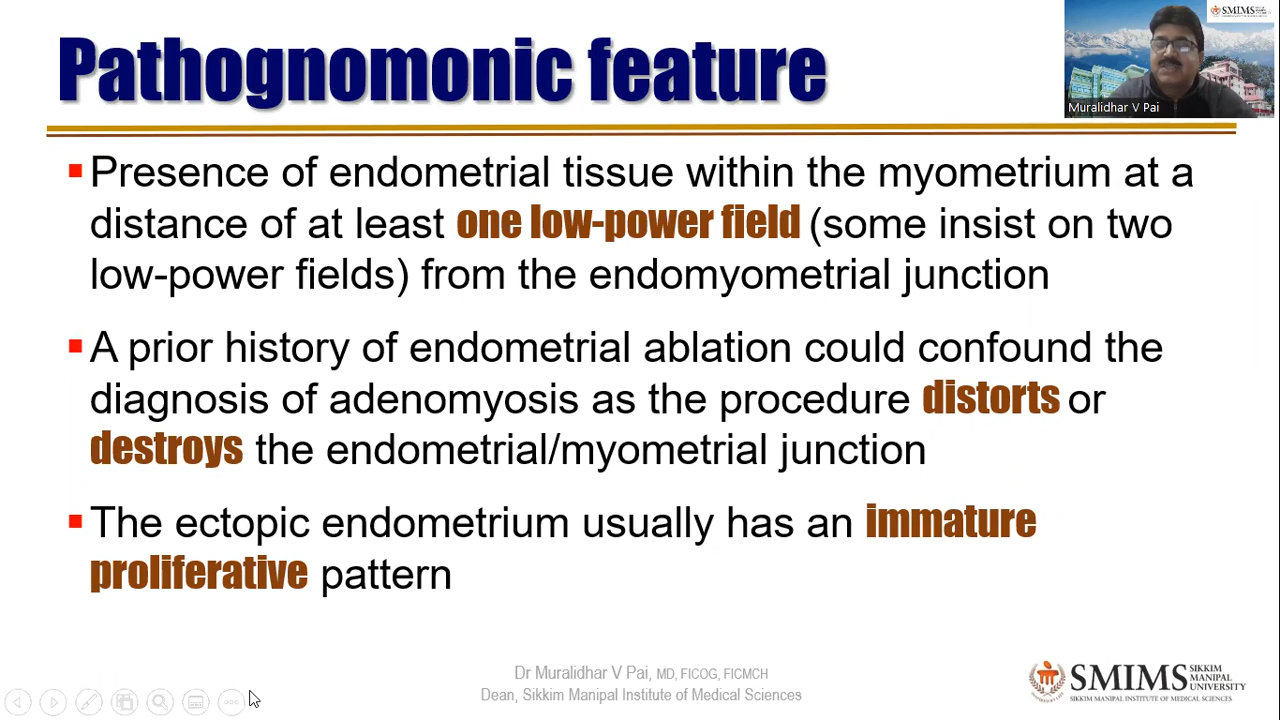 Pathognomonic feature
SMIMS
Muralidhar V Pai
Presence of endometrial tissue within the myometrium at a
distance of at least one low-power field (some insist on two
low-power fields) from the endomyometrial junction
A prior history of endometrial ablation could confound the
diagnosis of adenomyosis as the procedure distorts or
destroys the endometrial/myometrial junction
The ectopic endometrium usually has an immature
proliferative pattern
Dr Muralidhar V Pai, MD, FICOG, FICMCH
Dean, Sikkim Manipal Institute of Medical Sciences
SMIMS SIKKIM MANIPAL UNIVERSITY
SIKKIM MANIPAL INSTITUTE OF MEDICAL SCIENCES